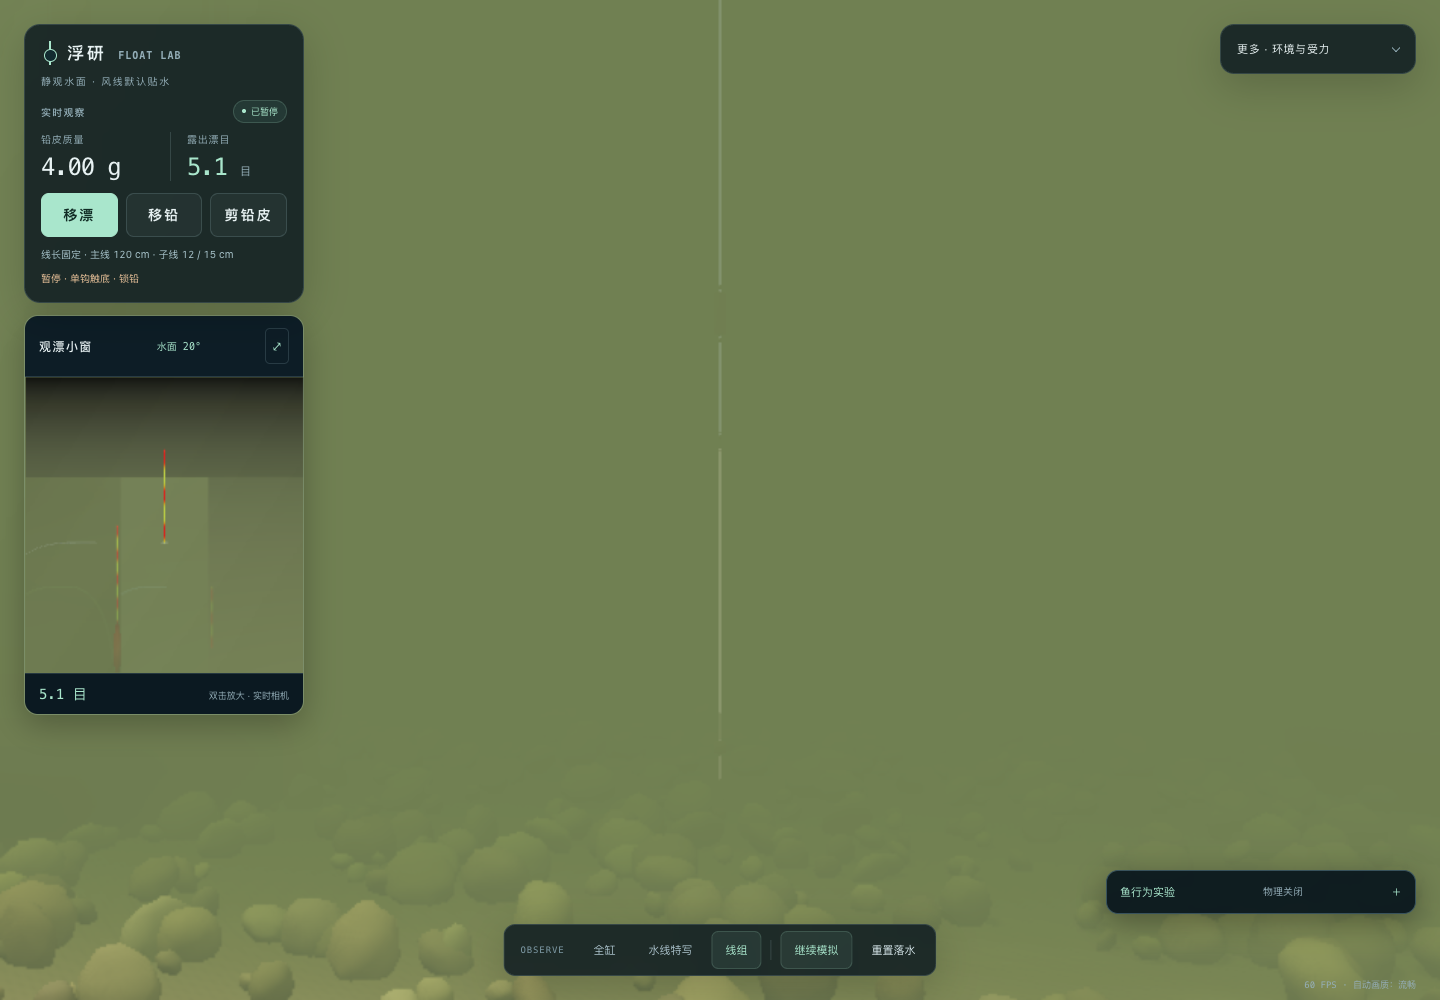 浮研 FLOAT LAB
静观水面 · 风线默认贴水
实时观察 已暂停
铅皮质量 露出漂目
4.00 g 5.1 目
移漂 移铅 剪铅皮
线长固定 · 主线 120 cm · 子线 12 / 15 cm
暂停 · 单钩触底 · 锁铅
观漂小窗 水面 20° ⤢
5.1 目 双击放大 · 实时相机
更多 · 环境与受力
鱼行为实验 物理关闭 +
OBSERVE 全缸 水线特写 线组 继续模拟 重置落水
60 FPS · 自动画质：流畅